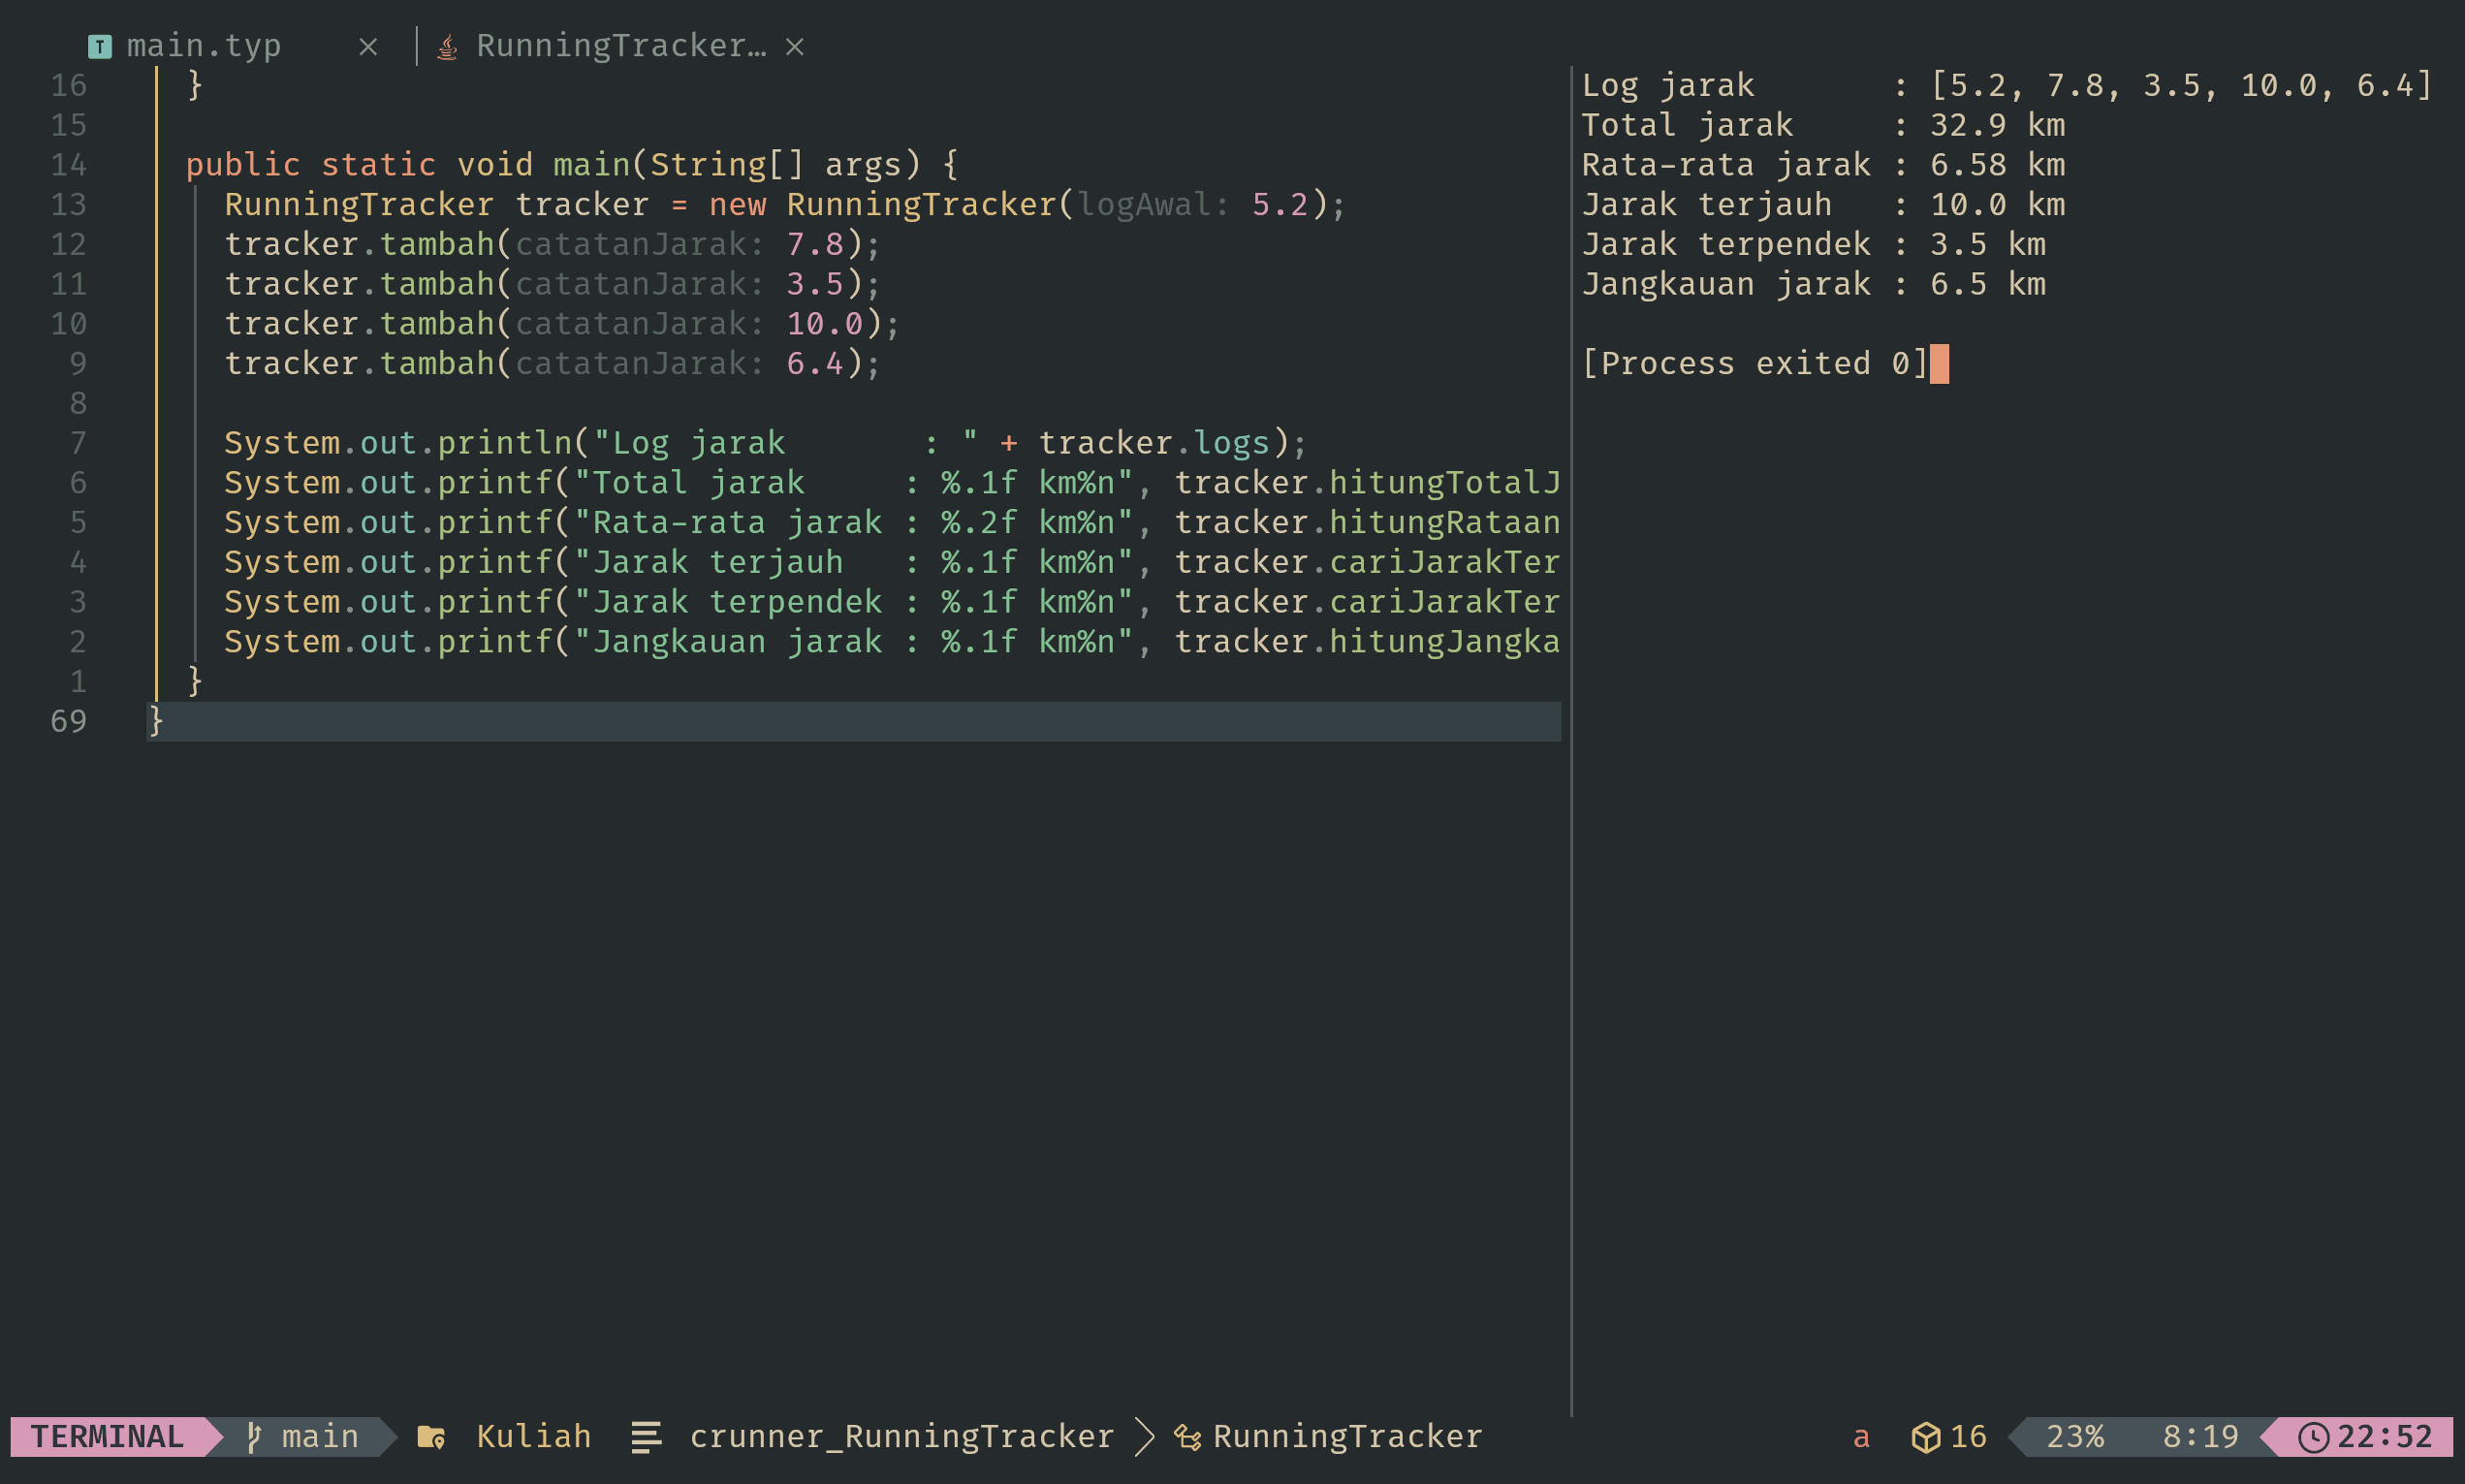 main.typ × RunningTracker… ×
16 }
15
14 public static void main(String[] args) {
13 RunningTracker tracker = new RunningTracker(logAwal: 5.2);
12 tracker.tambah(catatanJarak: 7.8);
11 tracker.tambah(catatanJarak: 3.5);
10 tracker.tambah(catatanJarak: 10.0);
9 tracker.tambah(catatanJarak: 6.4);
8
7 System.out.println("Log jarak       : " + tracker.logs);
6 System.out.printf("Total jarak     : %.1f km%n", tracker.hitungTotalJ
5 System.out.printf("Rata-rata jarak : %.2f km%n", tracker.hitungRataan
4 System.out.printf("Jarak terjauh   : %.1f km%n", tracker.cariJarakTer
3 System.out.printf("Jarak terpendek : %.1f km%n", tracker.cariJarakTer
2 System.out.printf("Jangkauan jarak : %.1f km%n", tracker.hitungJangka
1 }
69 }
Log jarak       : [5.2, 7.8, 3.5, 10.0, 6.4]
Total jarak     : 32.9 km
Rata-rata jarak : 6.58 km
Jarak terjauh   : 10.0 km
Jarak terpendek : 3.5 km
Jangkauan jarak : 6.5 km
[Process exited 0]
TERMINAL main Kuliah crunner_RunningTracker RunningTracker a 16 23% 8:19 22:52